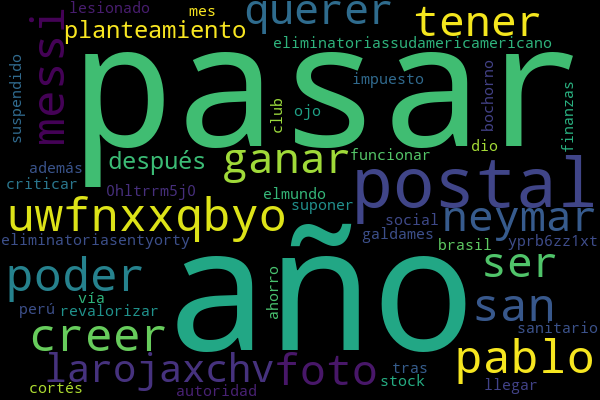 lesionado mes querer tener
planteamiento
eliminatoriassudamericamericano
suspendido messi pasar impuesto
club ojo bochorno finanzas
dio
además después ganar funcionar
criticar 0hltrrm5j0 elmundo postal
suponer
uwfnxxqbyo año social neymar
eliminatoriasentyorty galdames brasil yprb6zz1xt
poder ser
vía ahorro san
perú revalorizar
creer sanitario
larojaxchv foto pablo
tras
cortés autoridad stock llegar